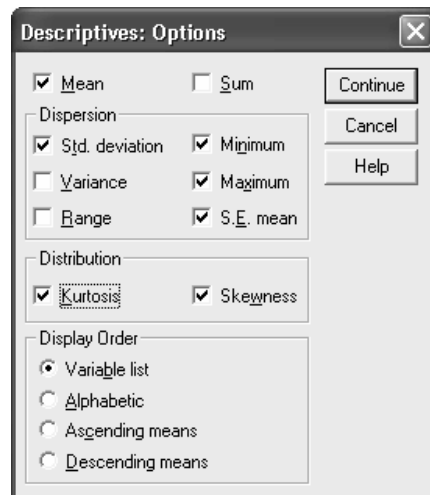 Descriptives: Options
Mean
Sum
Continue
Cancel
Help
Dispersion
Std. deviation
Minimum
Variance
Maximum
Range
S.E. mean
Distribution
Kurtosis
Skewness
Display Order
Variable list
Alphabetic
Ascending means
Descending means